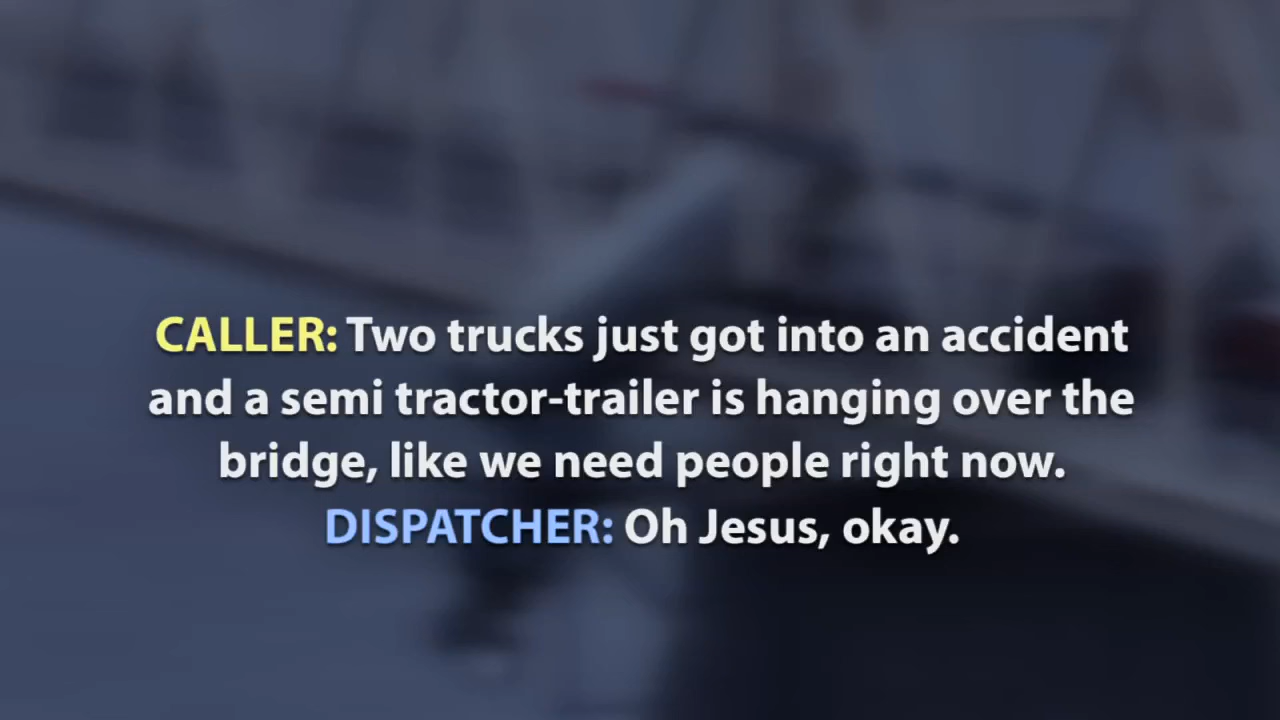 CALLER: Two trucks just got into an accident
and a semi tractor-trailer is hanging over the
bridge, like we need people right now.
DISPATCHER: Oh Jesus, okay.